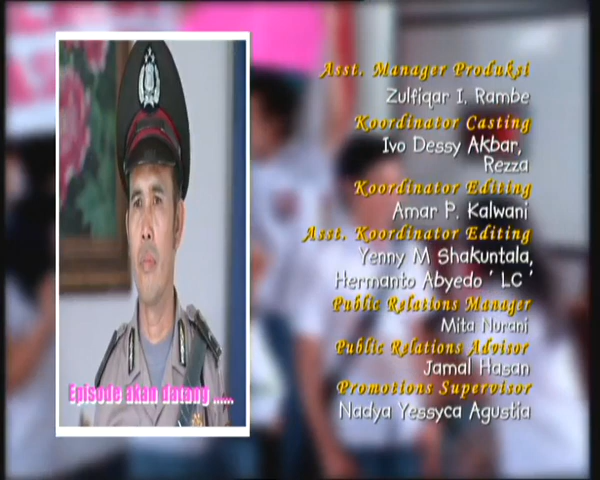 Asst. Manager Produksi
Zulfiqar I. Rambe
Koordinator Casting
Ivo Dessy Akbar,
Rezza
Koordinator Editing
Amar P. Kalwani
Asst. Koordinator Editing
Yenny M Shakuntala,
Hermanto Abyedo ' LC '
Public Relations Manager
Mita Nurani
Public Relations Advisor
Jamal Hasan
Promotions Supervisor
Nadya Yessyca Agustia
Episode akan datang ......